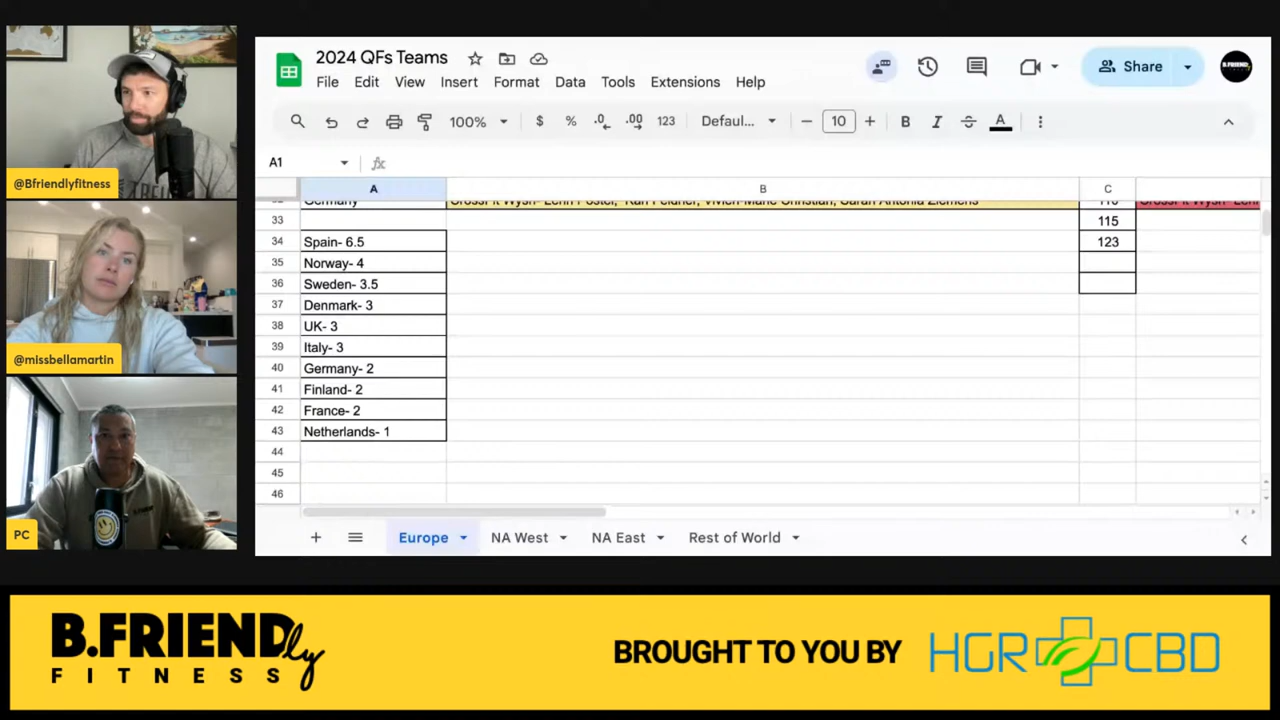 @Bfriendlyfitness
@missbellamartin
PC
2024 QFs Teams
File Edit View Insert Format Data Tools Extensions Help
Share
100% $ % .0 .00 123 Defaul... 10 B I S A
A1 fx
A B C
Germany
33 115
34 Spain- 6.5 123
35 Norway- 4
36 Sweden- 3.5
37 Denmark- 3
38 UK- 3
39 Italy- 3
40 Germany- 2
41 Finland- 2
42 France- 2
43 Netherlands- 1
44
45
46
Europe NA West NA East Rest of World
B.FRIENDly
FITNESS
BROUGHT TO YOU BY
HGR CBD